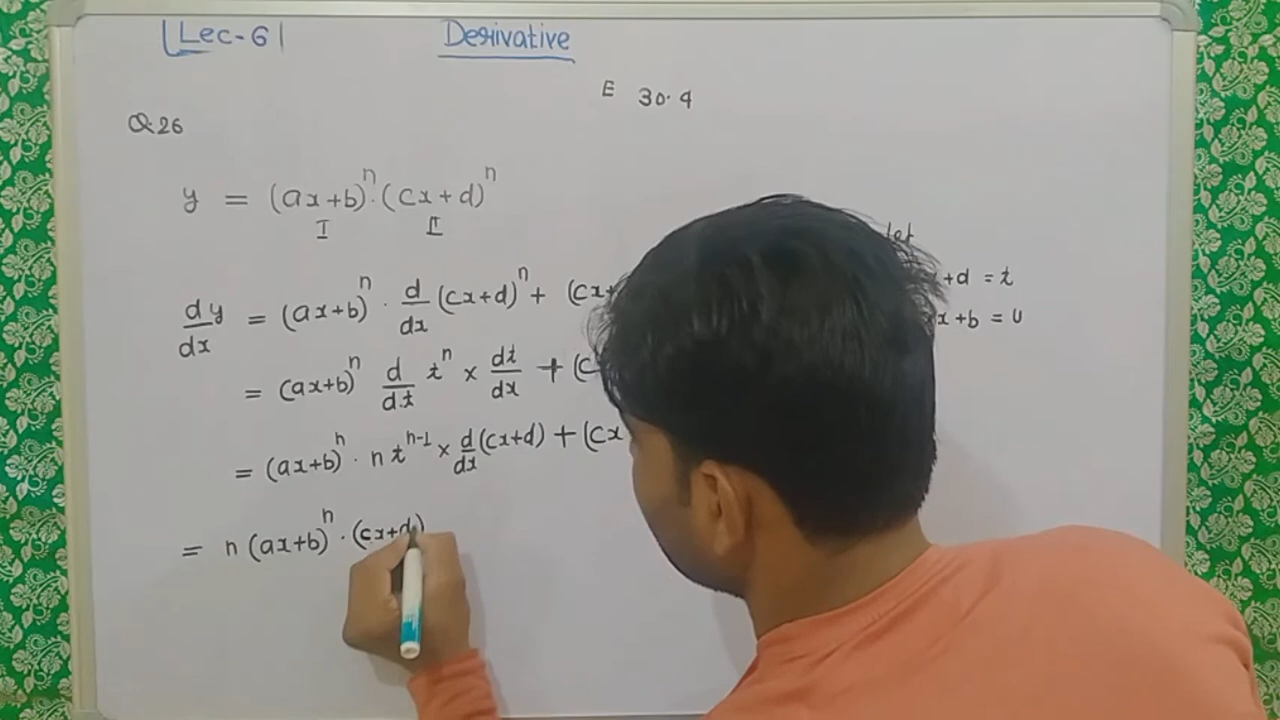 Lec-6 Derivative
E 30.4
Q.26
y = (ax+b)^n . (cx+d)^n
I II
let
dy/dx = (ax+b)^n . d/dx (cx+d)^n + (cx+
+d = t
= (ax+b)^n d/dt t^n × dt/dx + (c
x+b = u
= (ax+b)^n . n t^(n-1) × d/dx (cx+d) + (cx
= n (ax+b)^n . (cx+d)